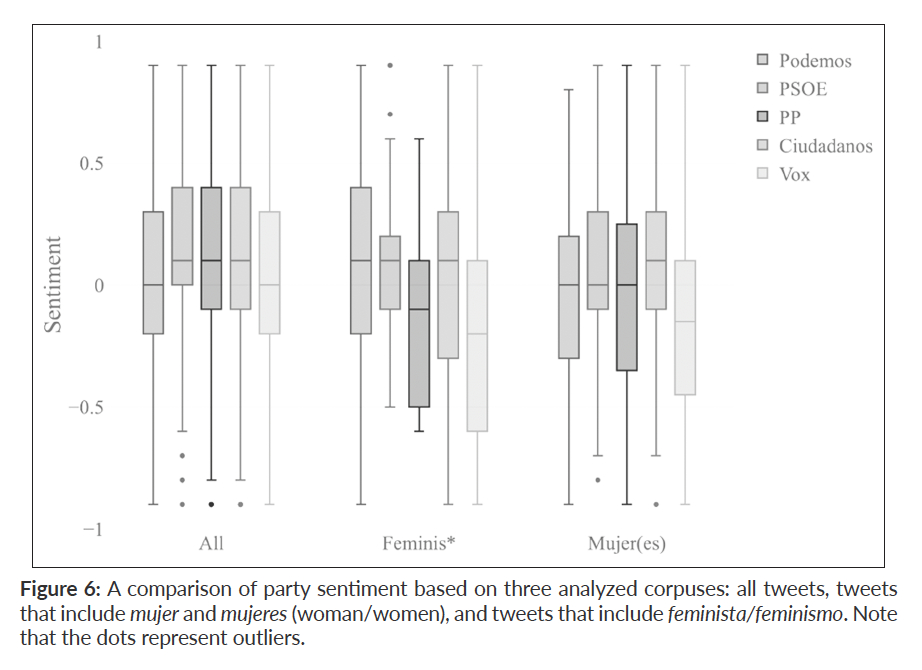 1
0.5
0
−0.5
−1
Sentiment
All
Feminis*
Mujer(es)
Podemos
PSOE
PP
Ciudadanos
Vox
Figure 6: A comparison of party sentiment based on three analyzed corpuses: all tweets, tweets
that include mujer and mujeres (woman/women), and tweets that include feminista/feminismo. Note
that the dots represent outliers.